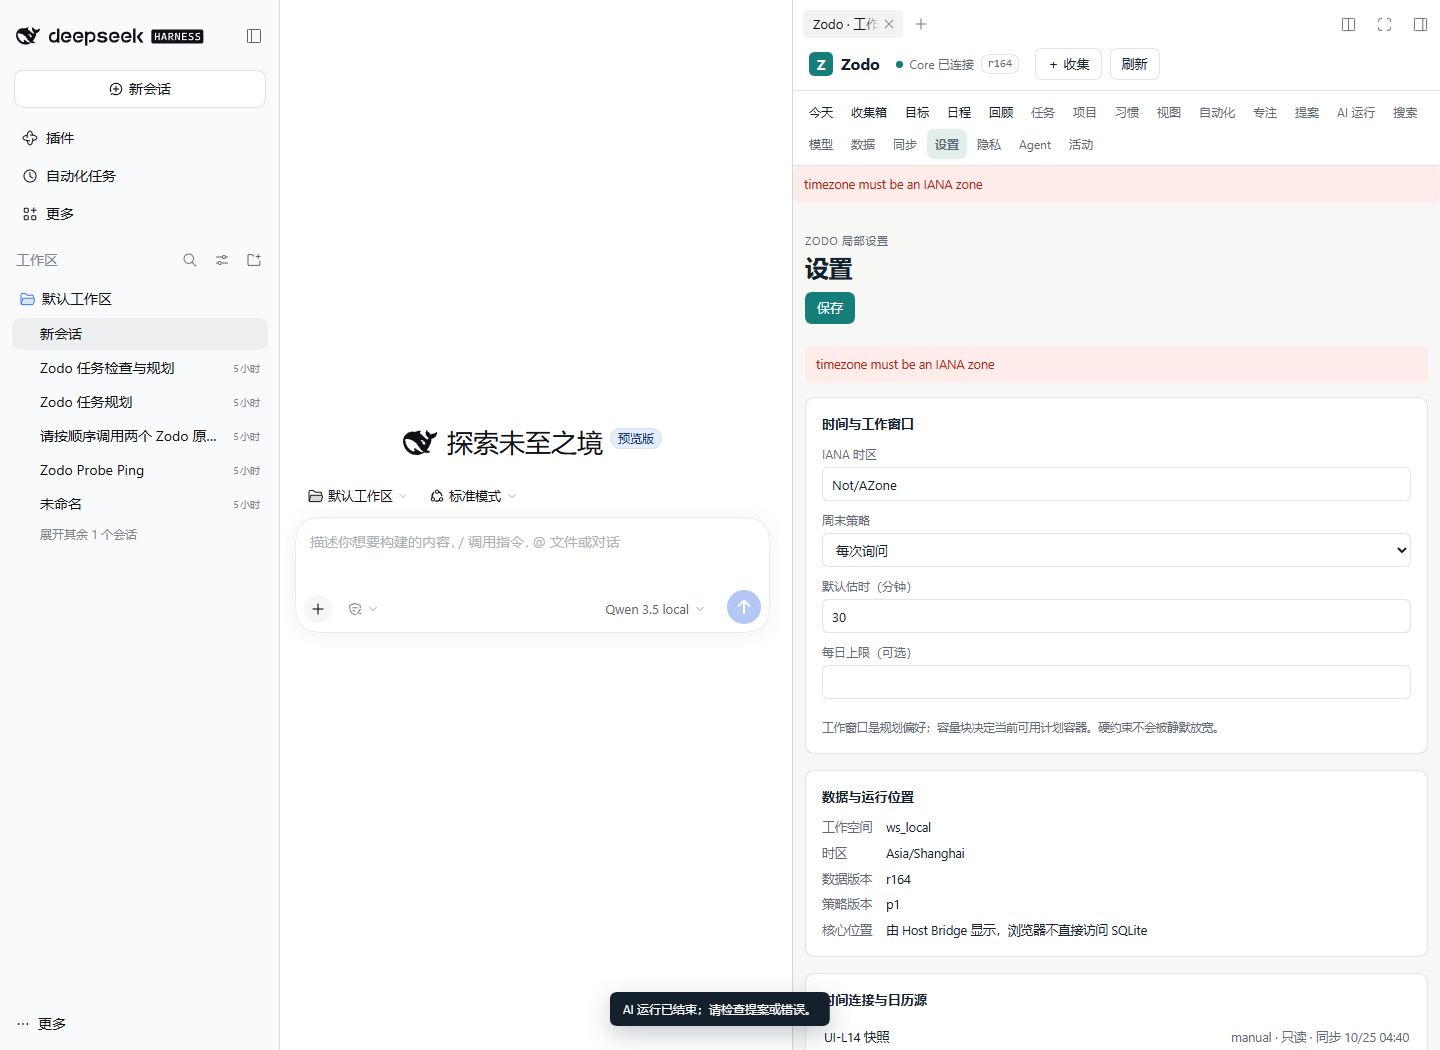 deepseek HARNESS
新会话
插件
自动化任务
更多
工作区
默认工作区
新会话
Zodo 任务检查与规划 5小时
Zodo 任务规划 5小时
请按顺序调用两个 Zodo 原... 5小时
Zodo Probe Ping 5小时
未命名 5小时
展开其余 1 个会话
更多
探索未至之境 预览版
默认工作区 标准模式
描述你想要构建的内容, / 调用指令, @ 文件或对话
Qwen 3.5 local
AI 运行已结束；请检查提案或错误。
Zodo · 工作
Z Zodo Core 已连接 r164 + 收集 刷新
今天 收集箱 目标 日程 回顾 任务 项目 习惯 视图 自动化 专注 提案 AI 运行 搜索
模型 数据 同步 设置 隐私 Agent 活动
timezone must be an IANA zone
ZODO 局部设置
设置
保存
timezone must be an IANA zone
时间与工作窗口
IANA 时区
Not/AZone
周末策略
每次询问
默认估时（分钟）
30
每日上限（可选）
工作窗口是规划偏好；容量块决定当前可用计划容器。硬约束不会被静默放宽。
数据与运行位置
工作空间 ws_local
时区 Asia/Shanghai
数据版本 r164
策略版本 p1
核心位置 由 Host Bridge 显示，浏览器不直接访问 SQLite
时间连接与日历源
UI-L14 快照 manual · 只读 · 同步 10/25 04:40